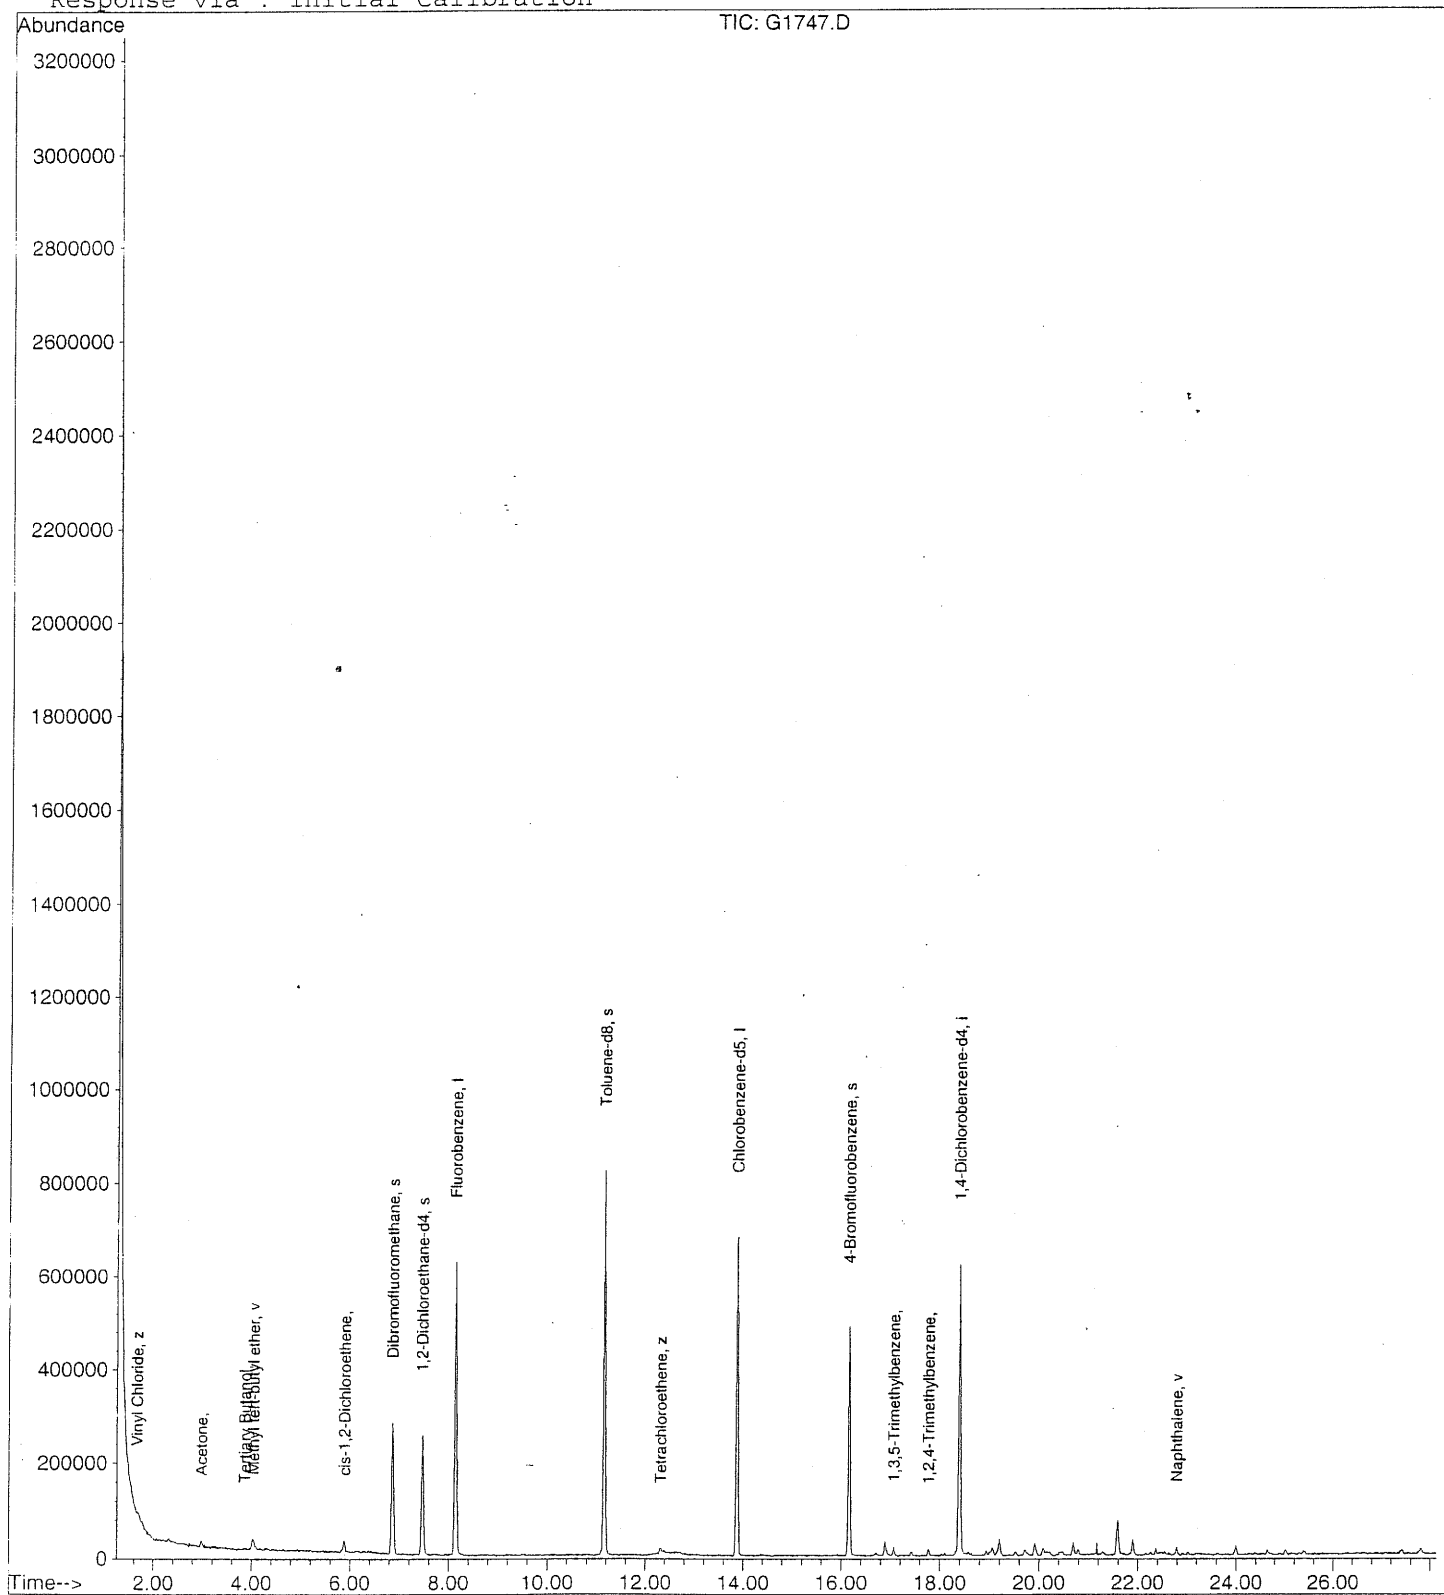 Response via : Initial Calibration
Abundance
TIC: G1747.D
3200000
3000000
2800000
2600000
2400000
2200000
2000000
1800000
1600000
1400000
1200000
1000000
800000
600000
400000
200000
0
Vinyl Chloride, z
Acetone,
Tertiary Butanol
Methyl tert-butyl ether, v
cis-1,2-Dichloroethene,
Dibromofluoromethane, s
1,2-Dichloroethane-d4, s
Fluorobenzene, I
Toluene-d8, s
Tetrachloroethene, z
Chlorobenzene-d5, I
4-Bromofluorobenzene, s
1,3,5-Trimethylbenzene,
1,2,4-Trimethylbenzene,
1,4-Dichlorobenzene-d4, I
Naphthalene, v
Time-->
2.00 4.00 6.00 8.00 10.00 12.00 14.00 16.00 18.00 20.00 22.00 24.00 26.00